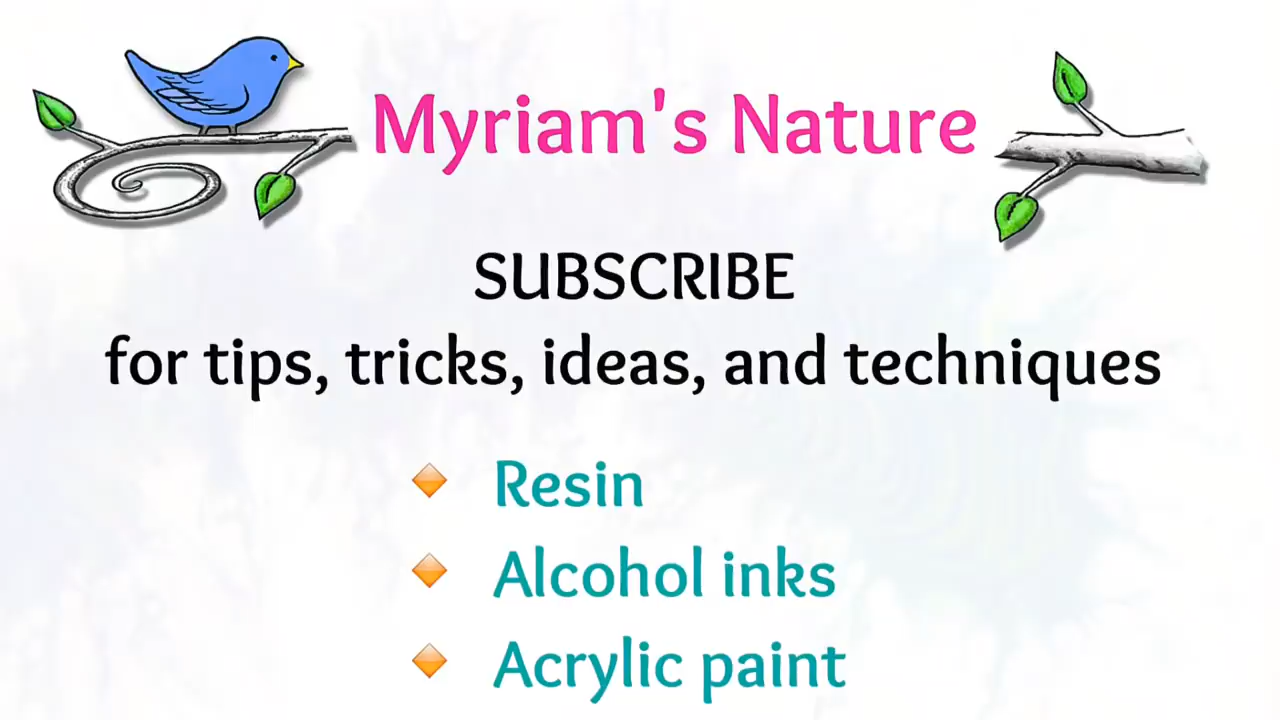 Myriam's Nature
SUBSCRIBE
for tips, tricks, ideas, and techniques
Resin
Alcohol inks
Acrylic paint